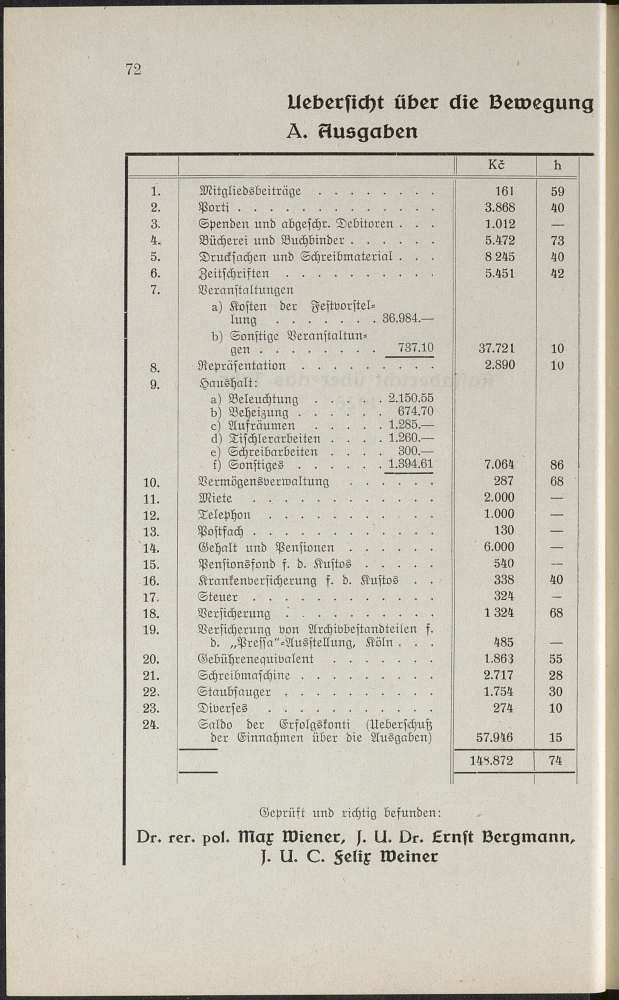 72
Ueberſicht über die Bewegung
A. Ausgaben
Kč h
1. Mitgliedsbeiträge . . . . . . . 161 59
2. Porti . . . . . . . . . . . . 3.868 40
3. Spenden und abgeſchr. Debitoren . . . 1.012 —
4. Bücherei und Buchbinder . . . . . . 5.472 73
5. Druckſachen und Schreibmaterial . . . 8 245 40
6. Zeitſchriften . . . . . . . . . 5.451 42
7. Veranſtaltungen
a) Koſten der Feſtvorſtel-
lung . . . . . . . 36.984.—
b) Sonſtige Veranſtaltun-
gen . . . . . . . . 737.10 37.721 10
8. Repräſentation . . . . . . . . . 2.890 10
9. Haushalt:
a) Beleuchtung . . . . . 2.150.55
b) Beheizung . . . . . . 674.70
c) Aufräumen . . . . . 1.285.—
d) Tiſchlerarbeiten . . . . 1.260.—
e) Schreibarbeiten . . . . 300.—
f) Sonſtiges . . . . . . 1.394.61 7.064 86
10. Vermögensverwaltung . . . . . . 287 68
11. Miete . . . . . . . . . . . 2.000 —
12. Telephon . . . . . . . . . . 1.000 —
13. Poſtfach . . . . . . . . . . . 130 —
14. Gehalt und Penſionen . . . . . . 6.000 —
15. Penſionsfond f. d. Kuſtos . . . . . 540 —
16. Krankenverſicherung f. d. Kuſtos . . 338 40
17. Steuer . . . . . . . . . . . 324 —
18. Verſicherung . . . . . . . . . 1 324 68
19. Verſicherung von Archivbeſtandteilen f.
d. „Preſſa"-Ausſtellung, Köln . . . 485 —
20. Gebührenequivalent . . . . . . . 1.863 55
21. Schreibmaſchine . . . . . . . . . 2.717 28
22. Staubſauger . . . . . . . . . . 1.754 30
23. Diverſes . . . . . . . . . . 274 10
24. Saldo der Erfolgskonti (Ueberſchuß
der Einnahmen über die Ausgaben) 57.946 15
148.872 74
Geprüft und richtig befunden:
Dr. rer. pol. Max Wiener, J. U. Dr. Ernſt Bergmann,
J. U. C. Felix Weiner